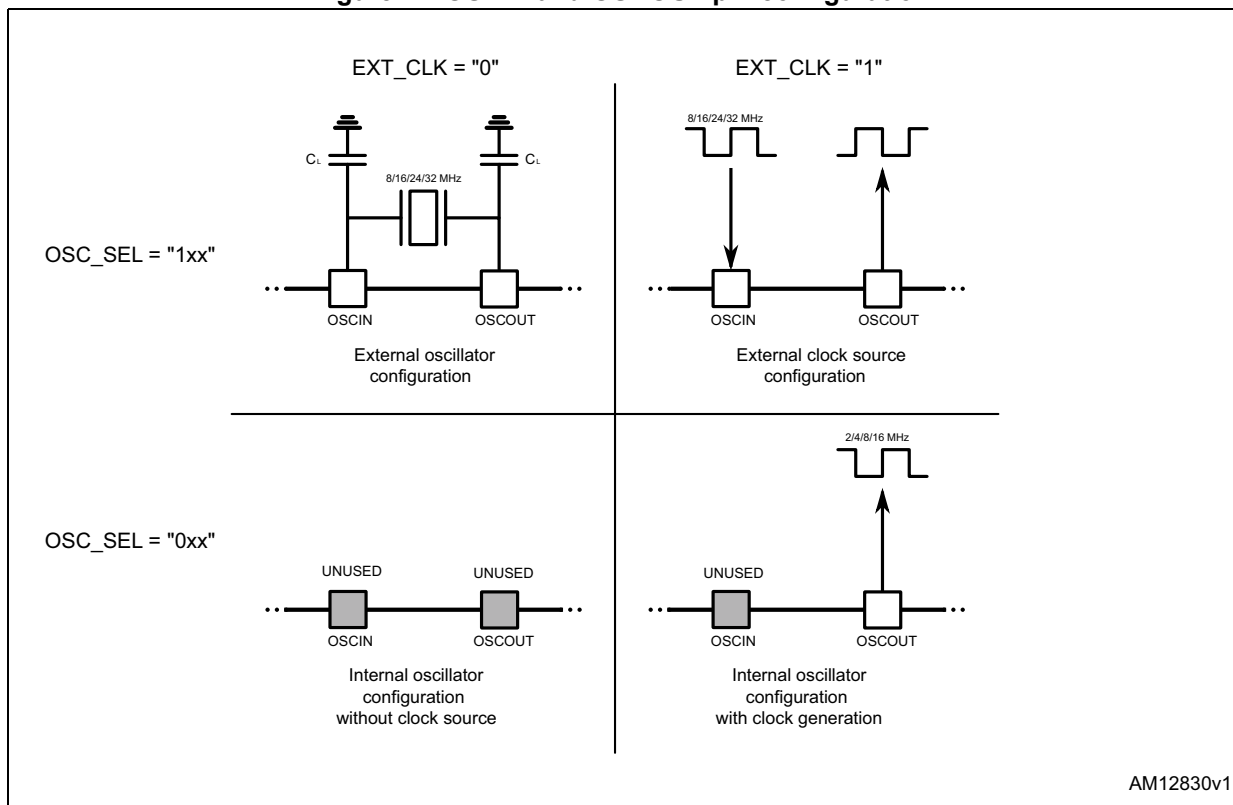 EXT_CLK = "0"
EXT_CLK = "1"
8/16/24/32 MHz
CL
CL
8/16/24/32 MHz
OSC_SEL = "1xx"
OSCIN
OSCOUT
OSCIN
OSCOUT
External oscillator
configuration
External clock source
configuration
2/4/8/16 MHz
OSC_SEL = "0xx"
UNUSED
UNUSED
UNUSED
OSCIN
OSCOUT
OSCIN
OSCOUT
Internal oscillator
configuration
without clock source
Internal oscillator
configuration
with clock generation
AM12830v1